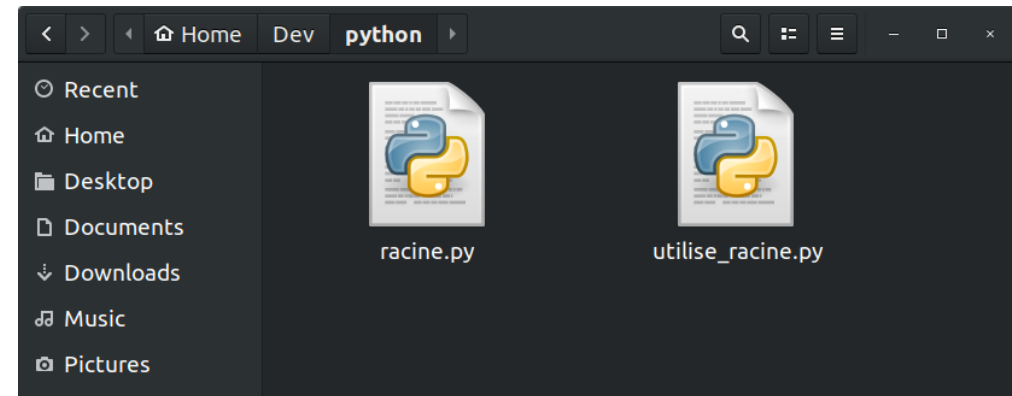 Home Dev python
Recent
Home
Desktop
Documents
Downloads
Music
Pictures
racine.py
utilise_racine.py